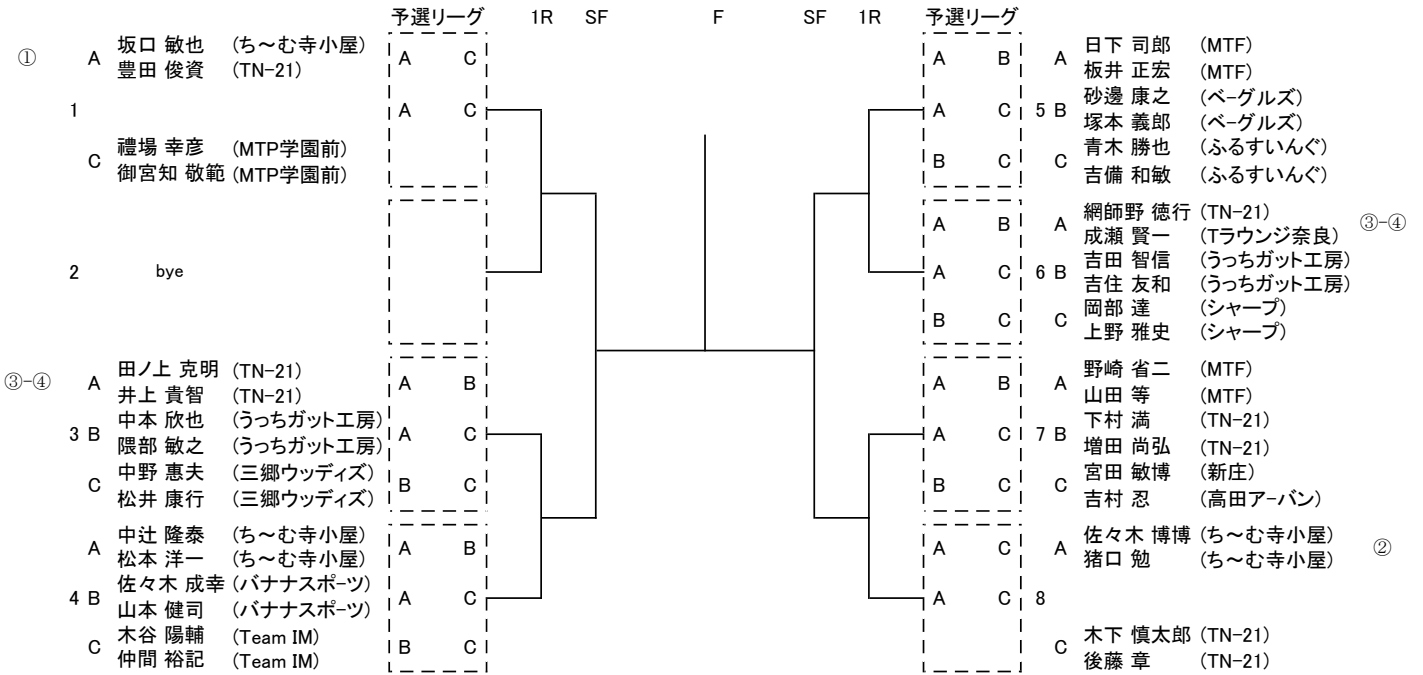 予選リーグ 1R SF F SF 1R 予選リーグ
① A 坂口 敏也 (ち～む寺小屋)
豊田 俊資 (TN-21)
A C
1
A C
C 禮場 幸彦 (MTP学園前)
御宮知 敬範 (MTP学園前)
2 bye
③-④ A 田ノ上 克明 (TN-21)
井上 貴智 (TN-21)
A B
3 B 中本 欣也 (うっちガット工房)
隈部 敏之 (うっちガット工房)
A C
C 中野 惠夫 (三郷ウッディズ)
松井 康行 (三郷ウッディズ)
B C
A 中辻 隆泰 (ち～む寺小屋)
松本 洋一 (ち～む寺小屋)
A B
4 B 佐々木 成幸 (バナナスポーツ)
山本 健司 (バナナスポーツ)
A C
C 木谷 陽輔 (Team IM)
仲間 裕記 (Team IM)
B C
A B
A 日下 司郎 (MTF)
板井 正宏 (MTF)
A C
5 B 砂邊 康之 (ベーグルズ)
塚本 義郎 (ベーグルズ)
B C
C 青木 勝也 (ふるすいんぐ)
吉備 和敏 (ふるすいんぐ)
A B
A 網師野 徳行 (TN-21)
成瀬 賢一 (Tラウンジ奈良)
③-④
A C
6 B 吉田 智信 (うっちガット工房)
吉住 友和 (うっちガット工房)
B C
C 岡部 達 (シャープ)
上野 雅史 (シャープ)
A B
A 野崎 省二 (MTF)
山田 等 (MTF)
A C
7 B 下村 満 (TN-21)
増田 尚弘 (TN-21)
B C
C 宮田 敏博 (新庄)
吉村 忍 (高田アーバン)
A C
A 佐々木 博博 (ち～む寺小屋)
猪口 勉 (ち～む寺小屋)
②
A C
8
C 木下 慎太郎 (TN-21)
後藤 章 (TN-21)